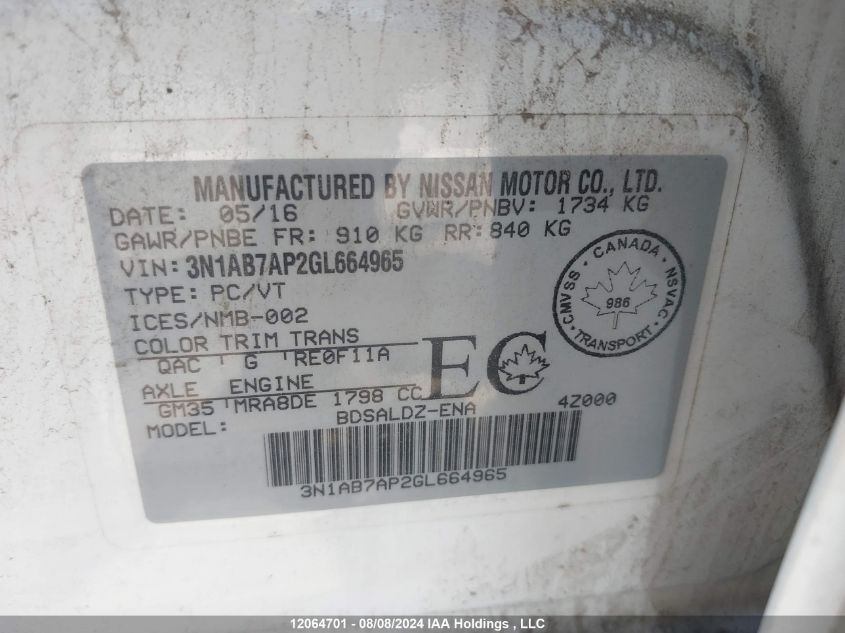 MANUFACTURED BY NISSAN MOTOR CO., LTD.
DATE: 05/16 GVWR/PNBV: 1734 KG
GAWR/PNBE FR: 910 KG RR: 840 KG
VIN: 3N1AB7AP2GL664965
TYPE: PC/VT
ICES/NMB-002
COLOR TRIM TRANS
QAC G RE0F11A
AXLE ENGINE
GM35 MRA8DE 1798 CC
MODEL: BDSALDZ-ENA 4Z000
3N1AB7AP2GL664965
EC
CANADA
CMVSS NSVAC
986
TRANSPORT
12064701 - 08/08/2024 IAA Holdings , LLC